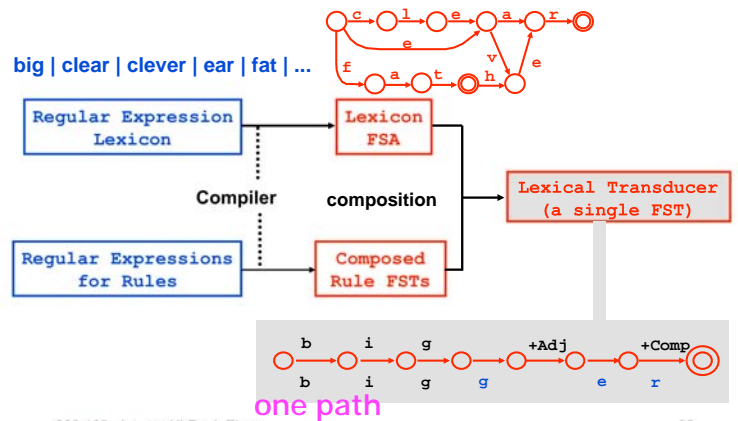 c l e a r
e
v e
big | clear | clever | ear | fat | ...
f a t h
Regular Expression
Lexicon
Lexicon
FSA
Compiler
composition
Lexical Transducer
(a single FST)
Regular Expressions
for Rules
Composed
Rule FSTs
b i g +Adj +Comp
b i g g e r
one path